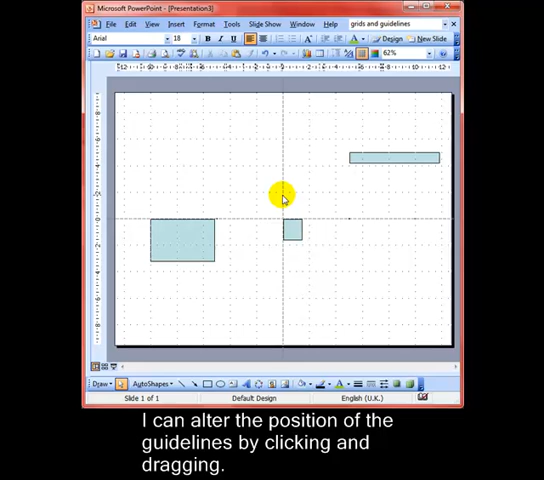 Microsoft PowerPoint - [Presentation3]
File Edit View Insert Format Tools Slide Show Window Help grids and guidelines
Arial 18 B I U S Design New Slide
62%
Draw AutoShapes
Slide 1 of 1 Default Design English (U.K.)
I can alter the position of the
guidelines by clicking and
dragging.